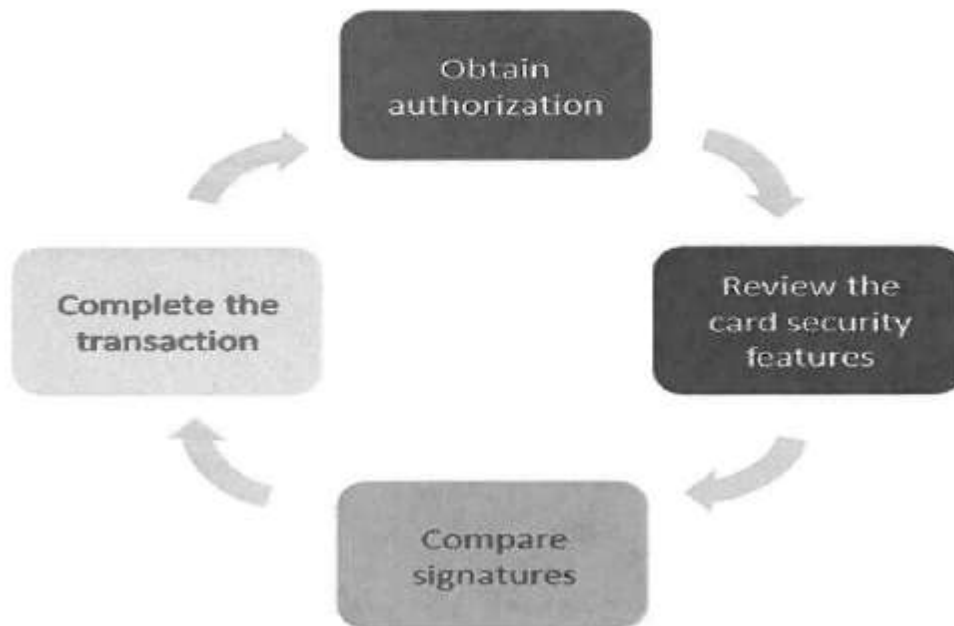 Obtain
authorization
Review the
card security
features
Compare
signatures
Complete the
transaction